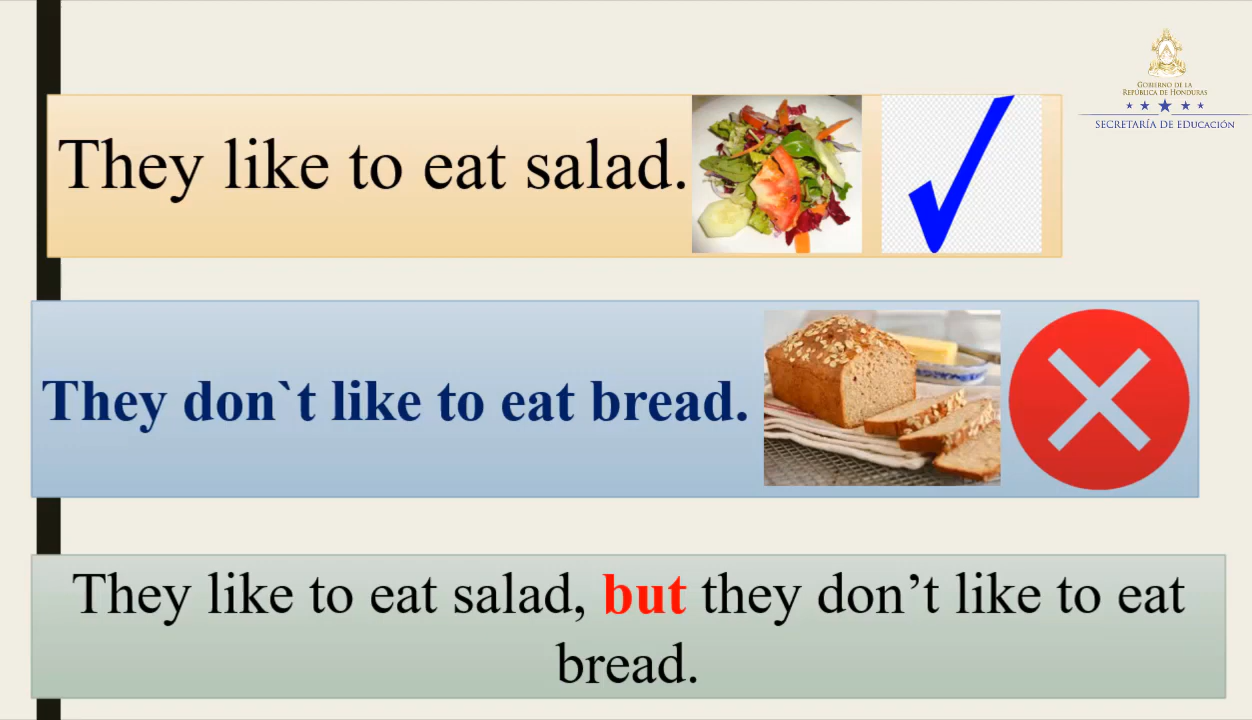 GOBIERNO DE LA
REPÚBLICA DE HONDURAS
SECRETARÍA DE EDUCACIÓN
They like to eat salad.
They don`t like to eat bread.
They like to eat salad, but they don’t like to eat
bread.